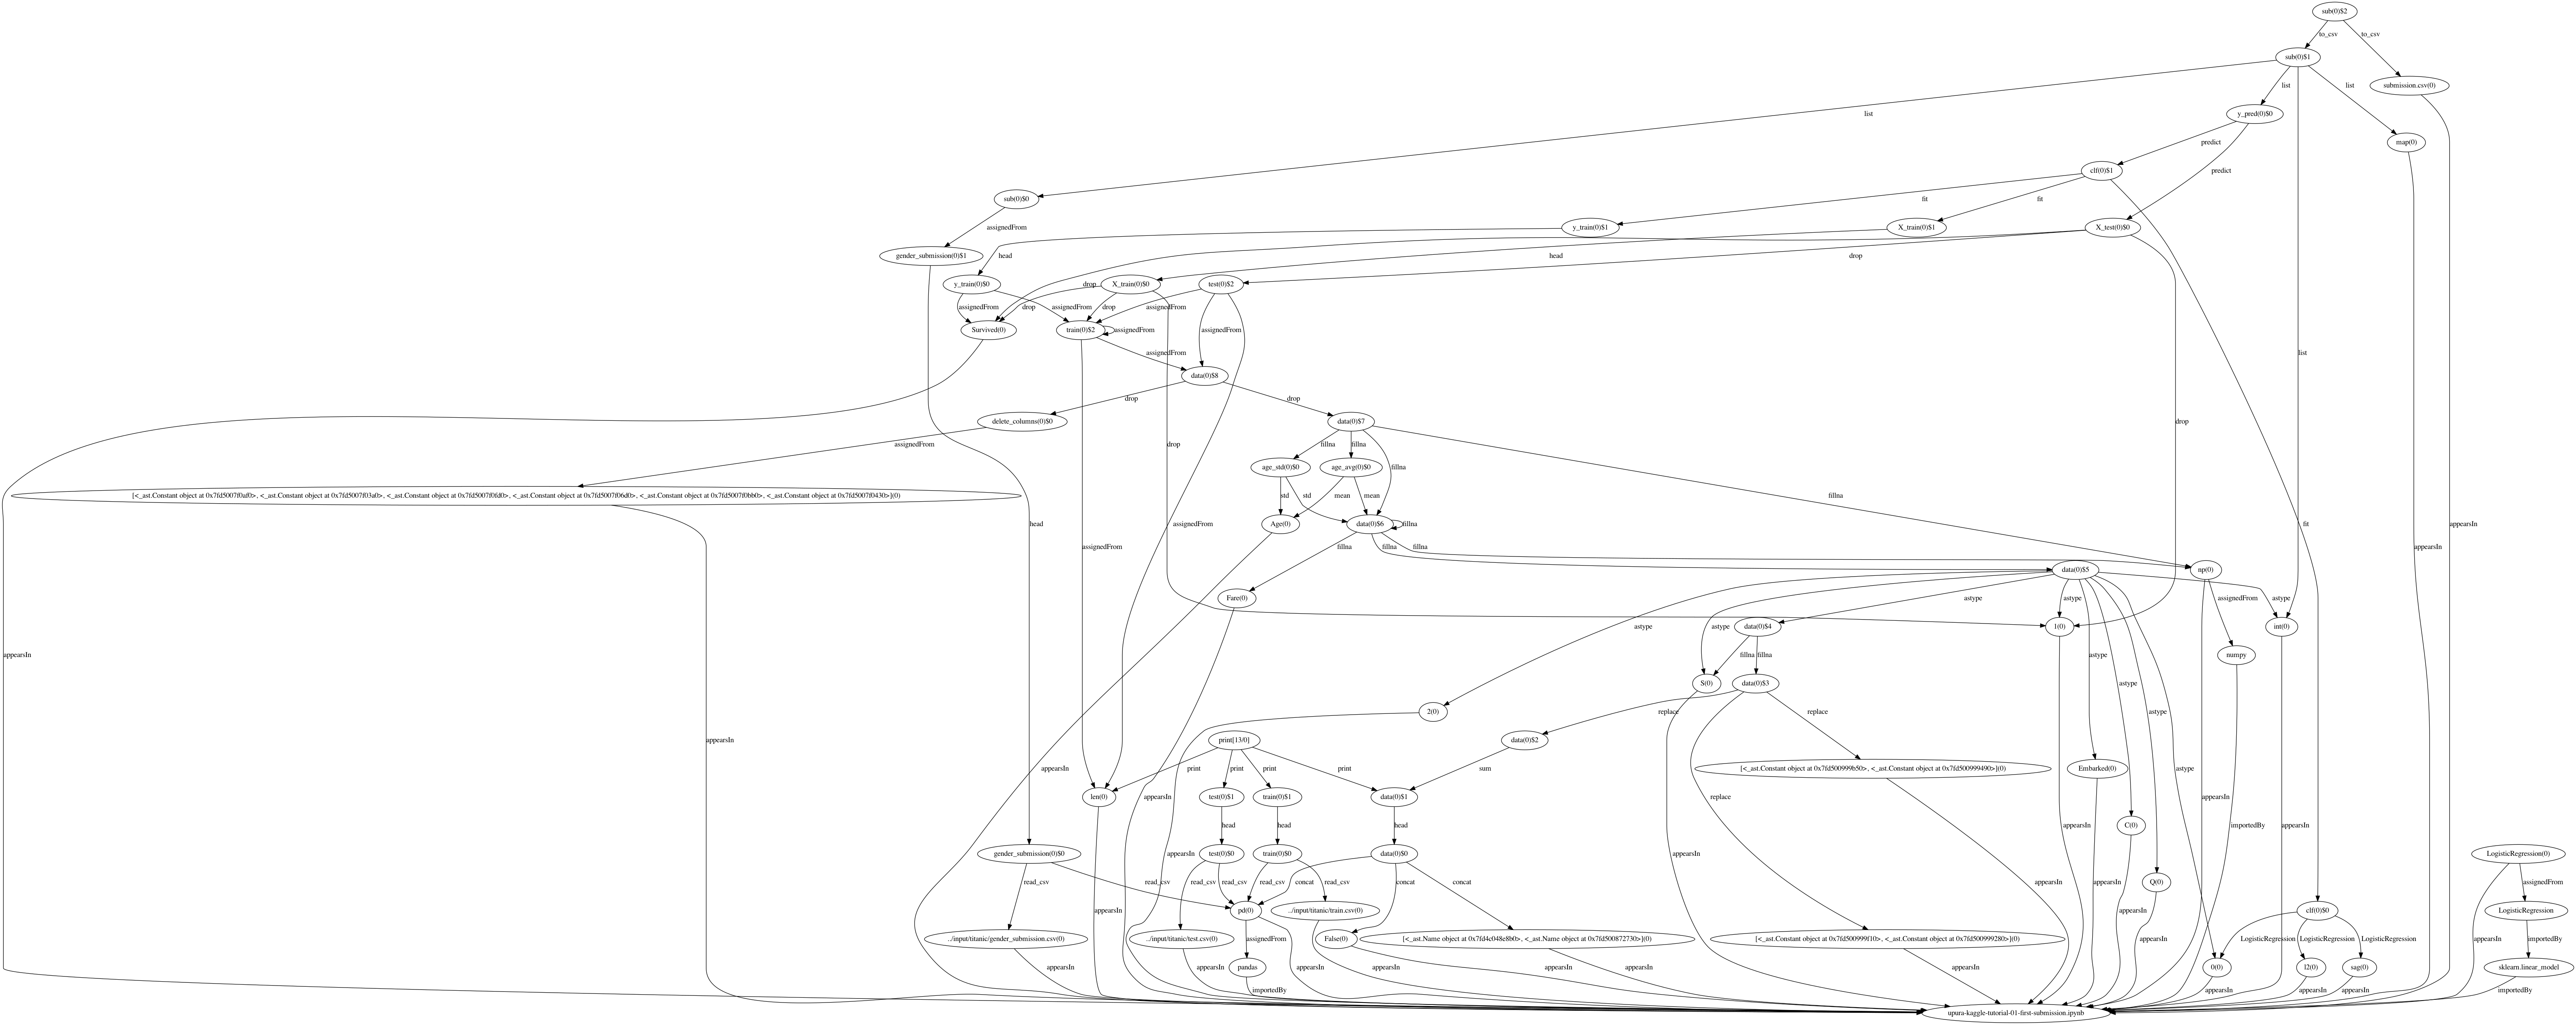 sub(0)$2
to_csv
to_csv
sub(0)$1
submission.csv(0)
list
list
list
y_pred(0)$0
map(0)
predict
predict
clf(0)$1
sub(0)$0
fit
fit
assignedFrom
y_train(0)$1
X_train(0)$1
X_test(0)$0
gender_submission(0)$1
head
head
drop
y_train(0)$0
drop
X_train(0)$0
test(0)$2
assignedFrom
drop
assignedFrom
drop
assignedFrom
Survived(0)
train(0)$2
assignedFrom
assignedFrom
assignedFrom
list
data(0)$8
drop
drop
delete_columns(0)$0
data(0)$7
drop
assignedFrom
drop
fillna
fillna
age_std(0)$0
age_avg(0)$0
fillna
[<_ast.Constant object at 0x7fd5007f0af0>, <_ast.Constant object at 0x7fd5007f03a0>, <_ast.Constant object at 0x7fd5007f0fd0>, <_ast.Constant object at 0x7fd5007f06d0>, <_ast.Constant object at 0x7fd5007f0bb0>, <_ast.Constant object at 0x7fd5007f0430>](0)
std
std
mean
mean
fillna
head
assignedFrom
Age(0)
data(0)$6
fillna
fit
appearsIn
assignedFrom
fillna
fillna
fillna
appearsIn
data(0)$5
np(0)
Fare(0)
astype
astype
assignedFrom
astype
astype
astype
data(0)$4
1(0)
int(0)
appearsIn
fillna
fillna
astype
numpy
S(0)
data(0)$3
astype
2(0)
replace
replace
astype
print[13/0]
data(0)$2
appearsIn
appearsIn
print
print
print
print
sum
[<_ast.Constant object at 0x7fd500999b50>, <_ast.Constant object at 0x7fd500999490>](0)
Embarked(0)
astype
len(0)
test(0)$1
train(0)$1
data(0)$1
appearsIn
replace
appearsIn
head
head
head
appearsIn
C(0)
appearsIn
importedBy
appearsIn
gender_submission(0)$0
test(0)$0
train(0)$0
data(0)$0
appearsIn
appearsIn
LogisticRegression(0)
read_csv
read_csv
read_csv
read_csv
read_csv
read_csv
concat
concat
concat
appearsIn
appearsIn
Q(0)
appearsIn
assignedFrom
appearsIn
pd(0)
../input/titanic/train.csv(0)
appearsIn
clf(0)$0
LogisticRegression
../input/titanic/gender_submission.csv(0)
../input/titanic/test.csv(0)
assignedFrom
False(0)
[<_ast.Name object at 0x7fd4c048e8b0>, <_ast.Name object at 0x7fd500872730>](0)
[<_ast.Constant object at 0x7fd500999f10>, <_ast.Constant object at 0x7fd500999280>](0)
appearsIn
LogisticRegression
LogisticRegression
LogisticRegression
appearsIn
importedBy
appearsIn
appearsIn
pandas
appearsIn
appearsIn
appearsIn
appearsIn
appearsIn
0(0)
l2(0)
sag(0)
sklearn.linear_model
importedBy
appearsIn
appearsIn
appearsIn
importedBy
upura-kaggle-tutorial-01-first-submission.ipynb